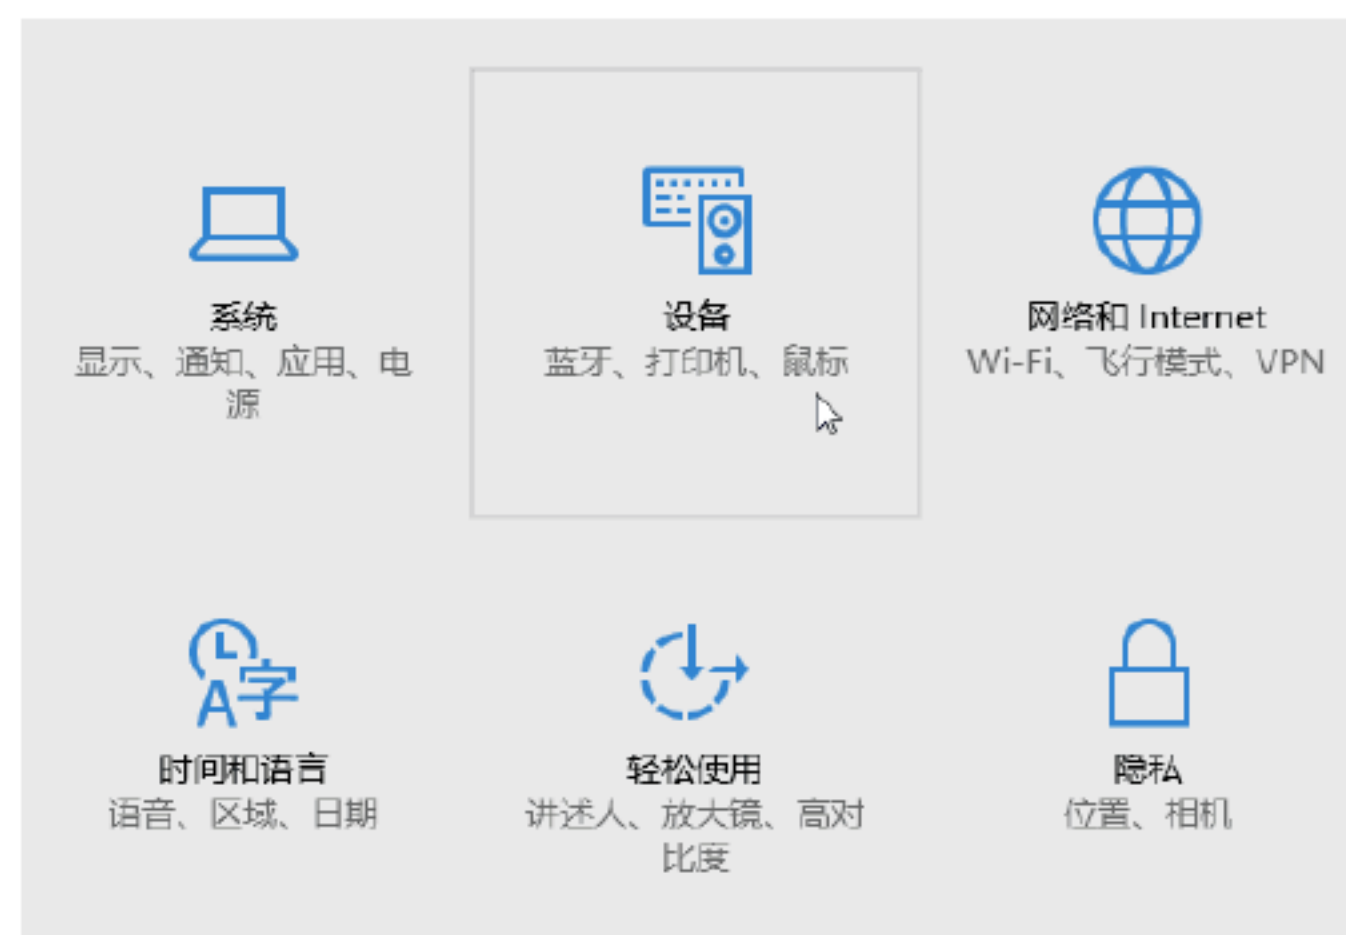 系统
显示、通知、应用、电
源
设备
蓝牙、打印机、鼠标
网络和 Internet
Wi-Fi、飞行模式、VPN
字
A
时间和语言
语音、区域、日期
轻松使用
讲述人、放大镜、高对
比度
隐私
位置、相机